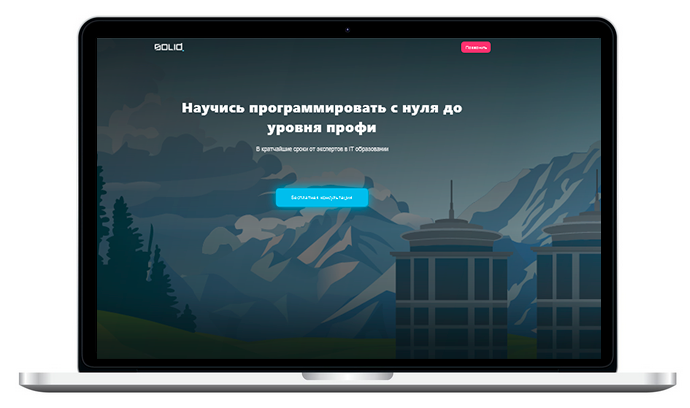 SOLID
Позвонить
Научись программировать с нуля до
уровня профи
В кратчайшие сроки от экспертов в IT образовании
Бесплатная консультация